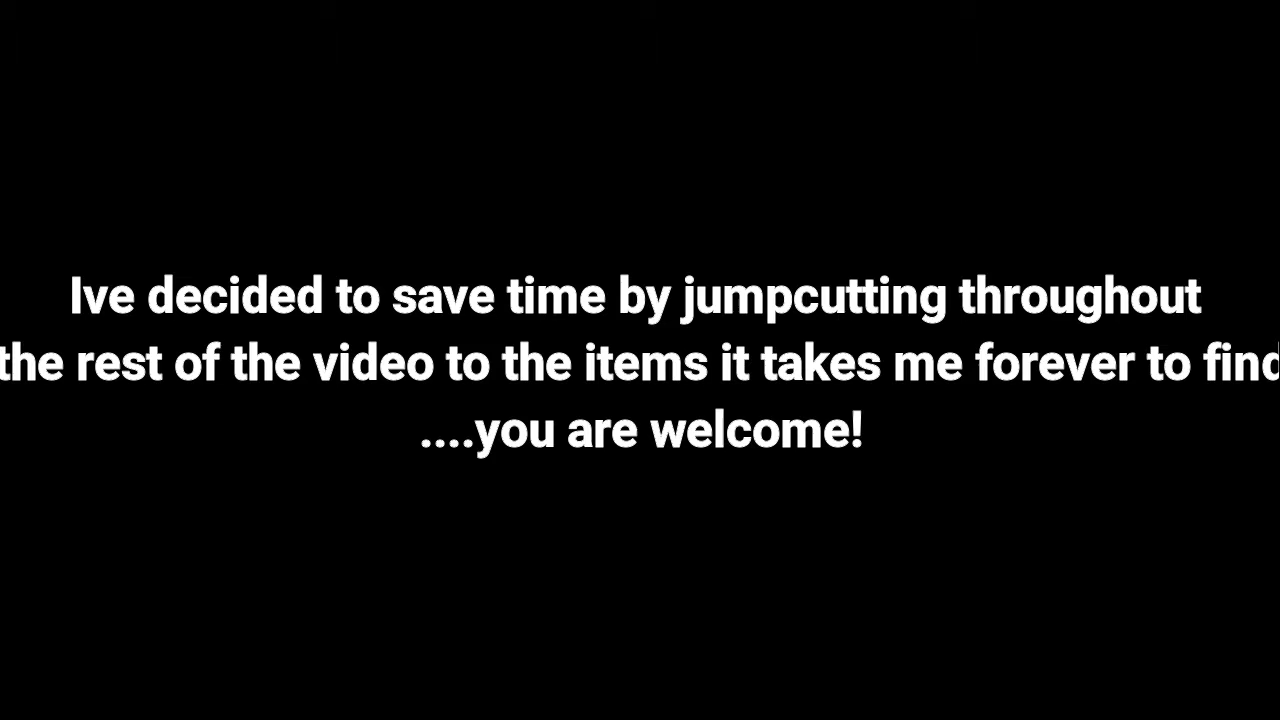 Ive decided to save time by jumpcutting throughout
the rest of the video to the items it takes me forever to find
....you are welcome!